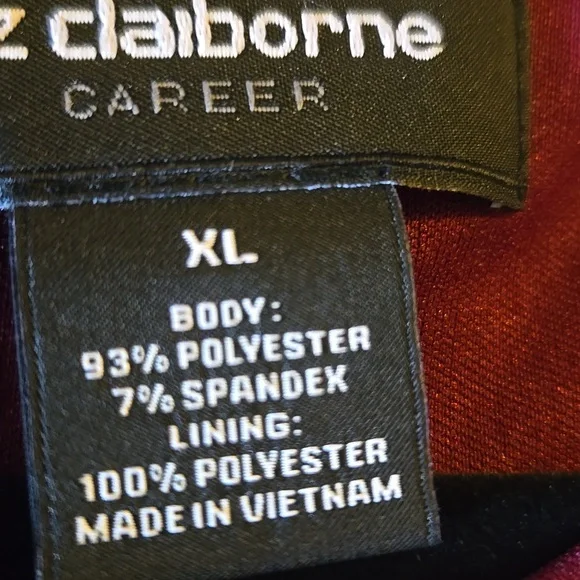 z claiborne
CAREER
XL
BODY:
93% POLYESTER
7% SPANDEX
LINING:
100% POLYESTER
MADE IN VIETNAM